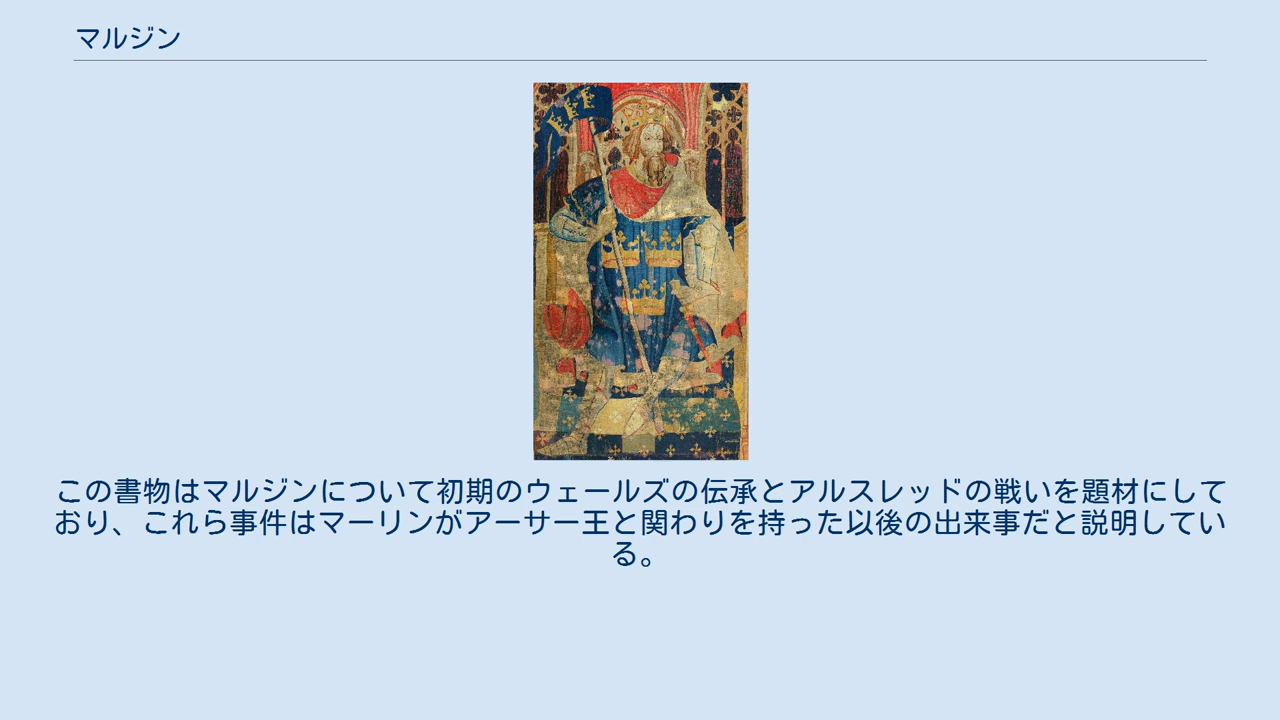 マルジン
この書物はマルジンについて初期のウェールズの伝承とアルスレッドの戦いを題材にして
おり、これら事件はマーリンがアーサー王と関わりを持った以後の出来事だと説明してい
る。